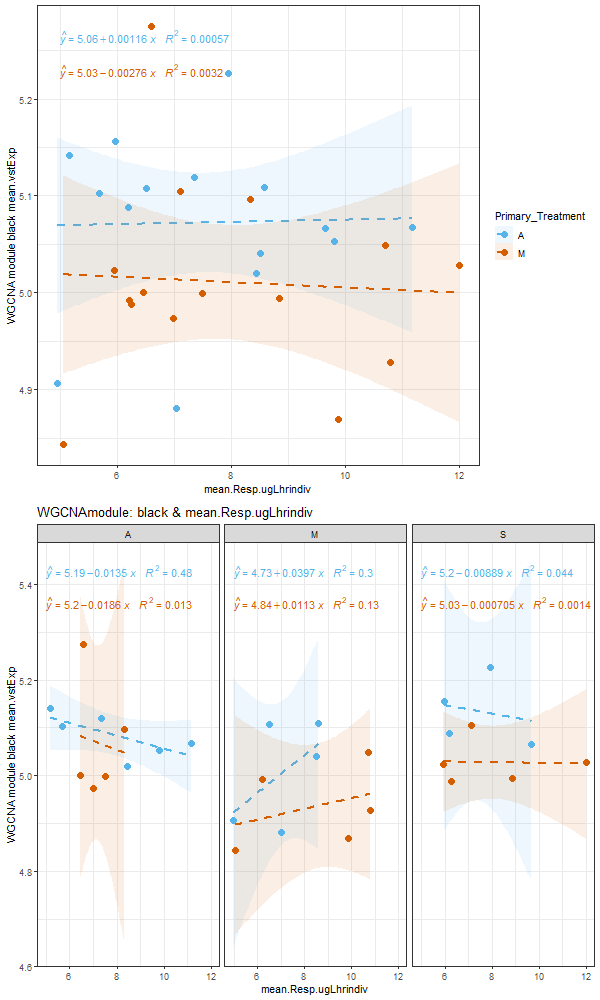 ŷ = 5.06 + 0.00116 x   R² = 0.00057
ŷ = 5.03 − 0.00276 x   R² = 0.0032
5.2
5.1
5.0
4.9
WGCNA module black mean.vstExp
6 8 10 12
mean.Resp.ugLhrindiv
Primary_Treatment
A
M
WGCNAmodule: black & mean.Resp.ugLhrindiv
A M S
ŷ = 5.19 − 0.0135 x   R² = 0.48
ŷ = 5.2 − 0.0186 x   R² = 0.013
ŷ = 4.73 + 0.0397 x   R² = 0.3
ŷ = 4.84 + 0.0113 x   R² = 0.13
ŷ = 5.2 − 0.00889 x   R² = 0.044
ŷ = 5.03 − 0.000705 x   R² = 0.0014
5.4
5.2
5.0
4.8
4.6
WGCNA module black mean.vstExp
6 8 10 12 6 8 10 12 6 8 10 12
mean.Resp.ugLhrindiv